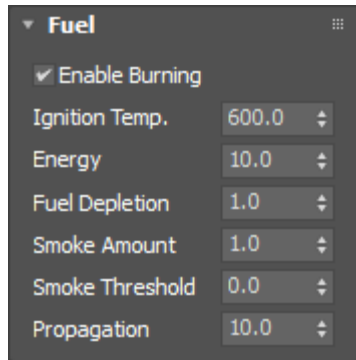 Fuel
Enable Burning
Ignition Temp. 600.0
Energy 10.0
Fuel Depletion 1.0
Smoke Amount 1.0
Smoke Threshold 0.0
Propagation 10.0